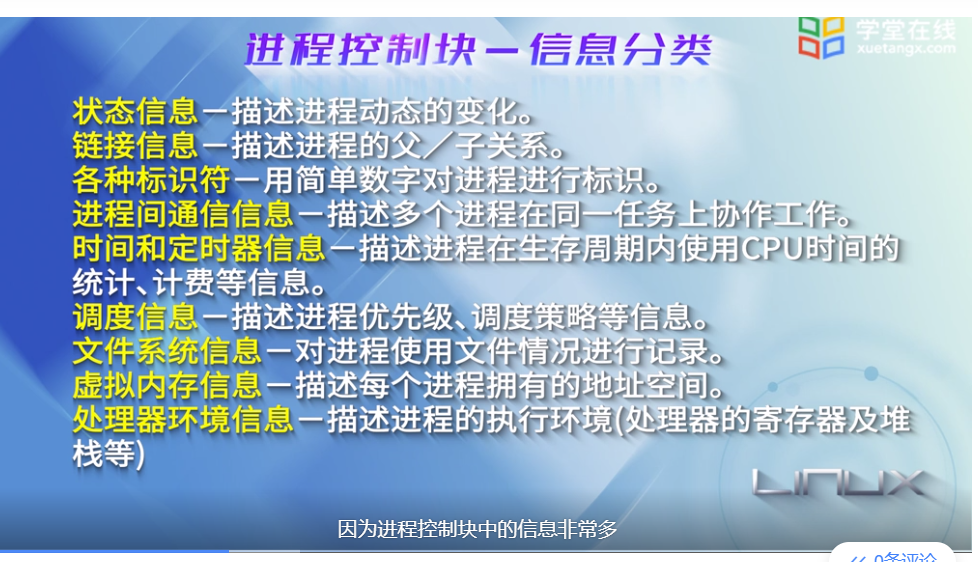 进程控制块－信息分类
学堂在线
xuetangx.com
状态信息－描述进程动态的变化。
链接信息－描述进程的父／子关系。
各种标识符－用简单数字对进程进行标识。
进程间通信信息－描述多个进程在同一任务上协作工作。
时间和定时器信息－描述进程在生存周期内使用CPU时间的
统计、计费等信息。
调度信息－描述进程优先级、调度策略等信息。
文件系统信息－对进程使用文件情况进行记录。
虚拟内存信息－描述每个进程拥有的地址空间。
处理器环境信息－描述进程的执行环境(处理器的寄存器及堆
栈等)
LINUX
因为进程控制块中的信息非常多
0条评论